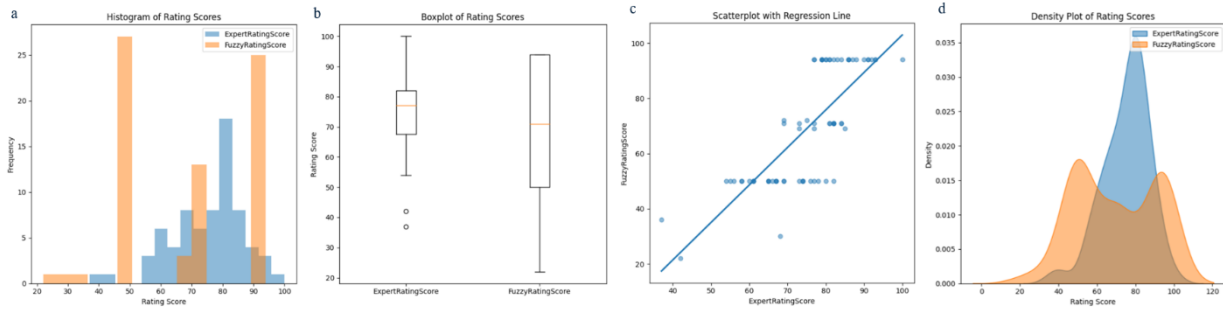 a
Histogram of Rating Scores
ExpertRatingScore
FuzzyRatingScore
Frequency
25
20
15
10
5
0
20 30 40 50 60 70 80 90 100
Rating Score
b
Boxplot of Rating Scores
Rating Score
100
90
80
70
60
50
40
30
20
ExpertRatingScore FuzzyRatingScore
c
Scatterplot with Regression Line
FuzzyRatingScore
100
80
60
40
20
40 50 60 70 80 90 100
ExpertRatingScore
d
Density Plot of Rating Scores
ExpertRatingScore
FuzzyRatingScore
Density
0.035
0.030
0.025
0.020
0.015
0.010
0.005
0.000
0 20 40 60 80 100 120
Rating Score